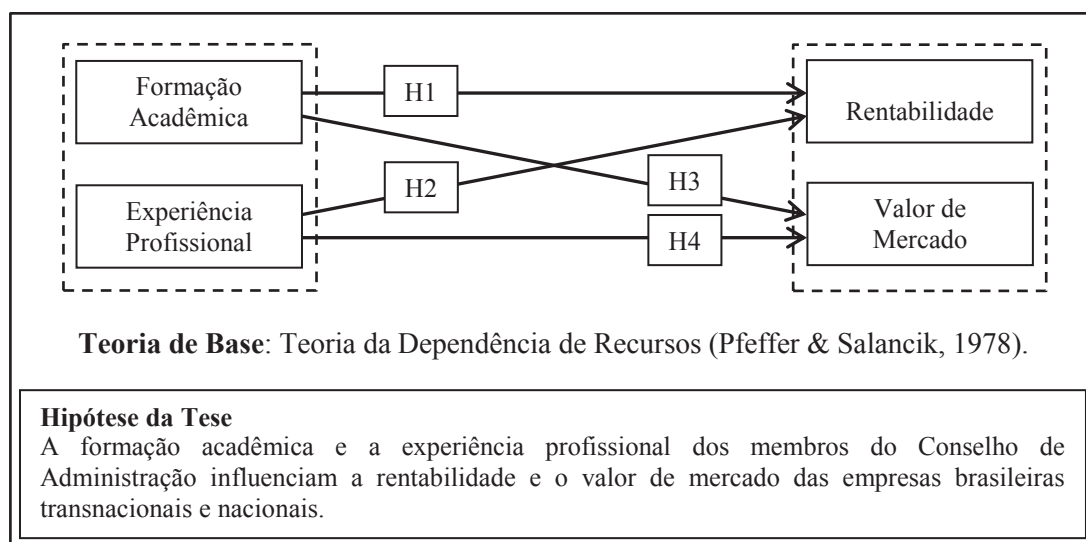 Formação
Acadêmica
H1
Rentabilidade
H2
H3
Experiência
Profissional
H4
Valor de
Mercado
Teoria de Base: Teoria da Dependência de Recursos (Pfeffer & Salancik, 1978).
Hipótese da Tese
A formação acadêmica e a experiência profissional dos membros do Conselho de
Administração influenciam a rentabilidade e o valor de mercado das empresas brasileiras
transnacionais e nacionais.